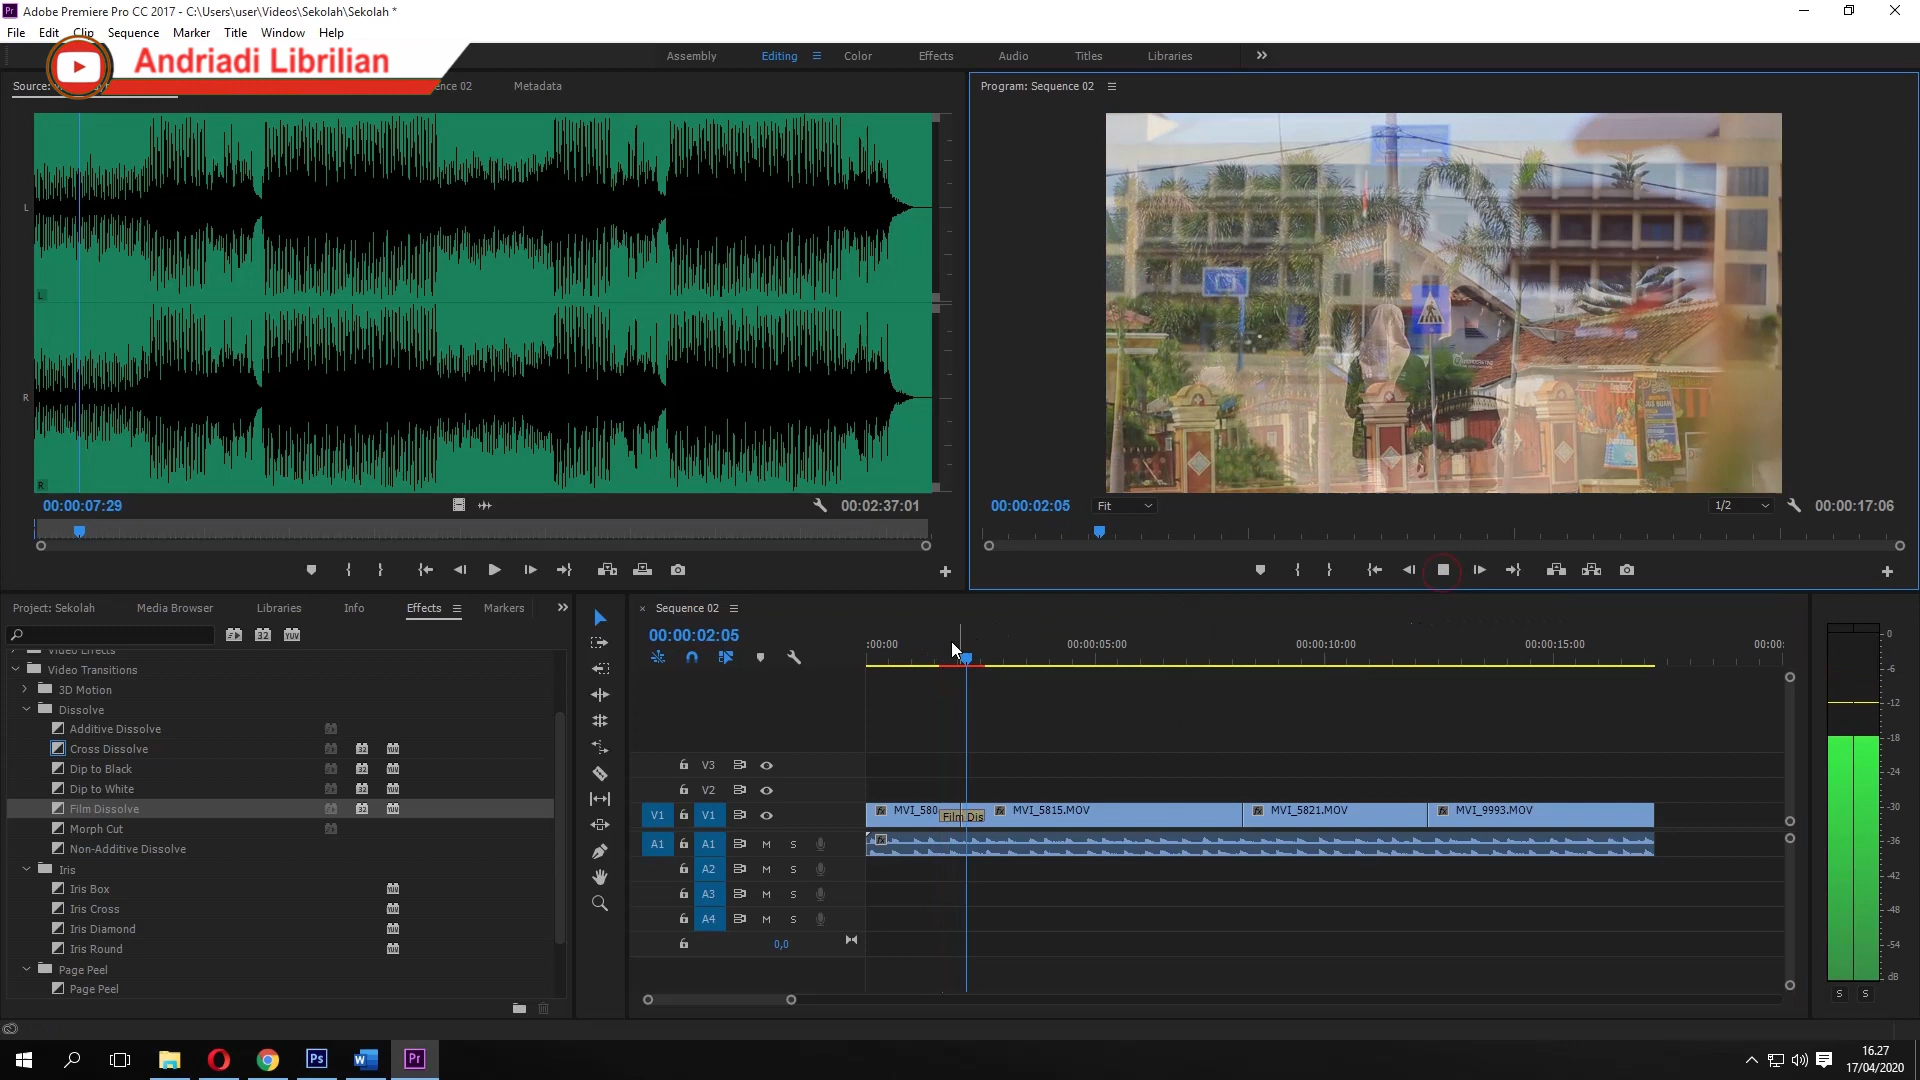 Adobe Premiere Pro CC 2017 - C:\Users\user\Videos\Sekolah\Sekolah *
File Edit Clip Sequence Marker Title Window Help
Andriadi Librilian
Assembly Editing Color Effects Audio Titles Libraries
Source:
02 Metadata
Program: Sequence 02
L
L
R
R
00:00:07:29
00:02:37:01
00:00:02:05
Fit
1/2
00:00:17:06
Project: Sekolah Media Browser Libraries Info Effects Markers
Sequence 02
00:00:02:05
:00:00 00:00:05:00 00:00:10:00 00:00:15:00 00:00:
Video Effects
Video Transitions
3D Motion
Dissolve
Additive Dissolve
Cross Dissolve
Dip to Black
Dip to White
Film Dissolve
Morph Cut
Non-Additive Dissolve
Iris
Iris Box
Iris Cross
Iris Diamond
Iris Round
Page Peel
Page Peel
V3
V2
V1 V1
MVI_580 Film Dis MVI_5815.MOV MVI_5821.MOV MVI_9993.MOV
A1 A1 M S
A2 M S
A3 M S
A4 M S
0,0
0
-6
-12
-18
-24
-30
-36
-42
-48
-54
dB
S S
Ps
Pr
16.27
17/04/2020